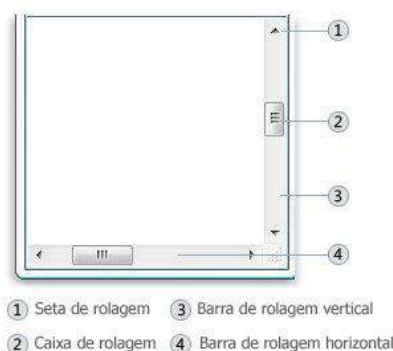 1
2
3
4
1 Seta de rolagem 3 Barra de rolagem vertical
2 Caixa de rolagem 4 Barra de rolagem horizontal